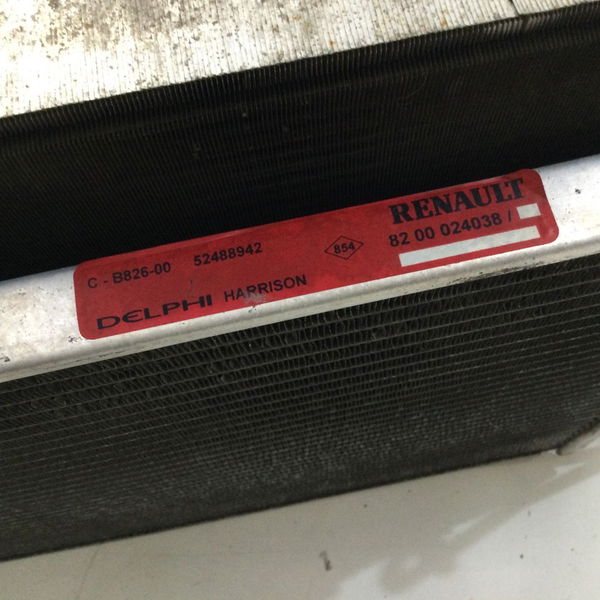 C - B826-00 52488942
DELPHI HARRISON
854
RENAULT
82 00 024038 /